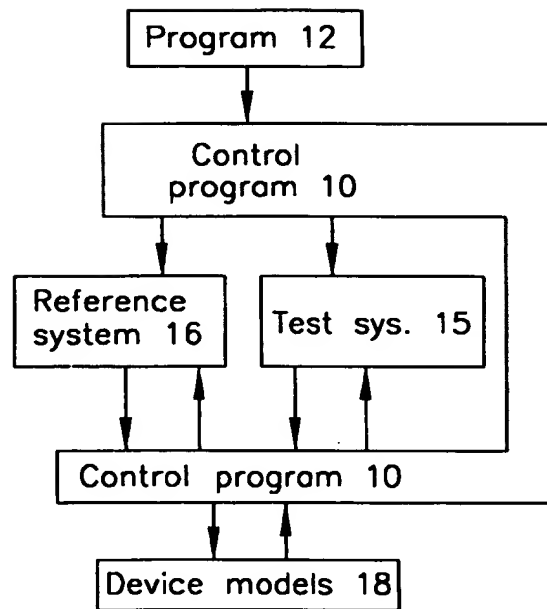 Program 12
Control
program 10
Reference
system 16
Test sys. 15
Control program 10
Device models 18